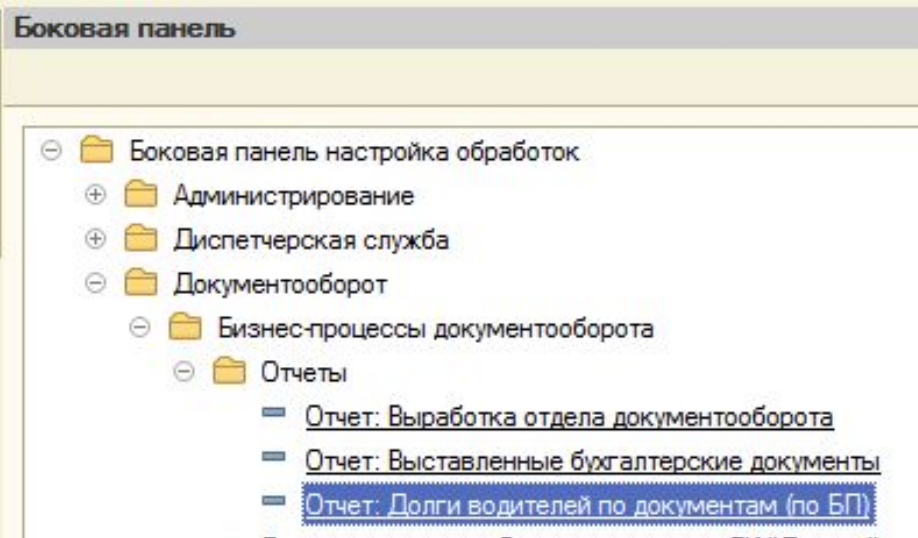 Боковая панель
Боковая панель настройка обработок
Администрирование
Диспетчерская служба
Документооборот
Бизнес-процессы документооборота
Отчеты
Отчет: Выработка отдела документооборота
Отчет: Выставленные бухгалтерские документы
Отчет: Долги водителей по документам (по БП)